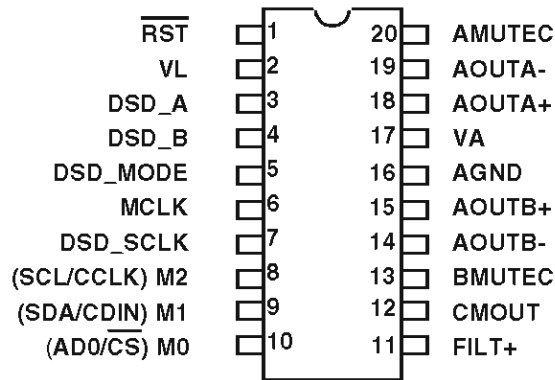 RST 1 20 AMUTEC
VL 2 19 AOUTA-
DSD_A 3 18 AOUTA+
DSD_B 4 17 VA
DSD_MODE 5 16 AGND
MCLK 6 15 AOUTB+
DSD_SCLK 7 14 AOUTB-
(SCL/CCLK) M2 8 13 BMUTEC
(SDA/CDIN) M1 9 12 CMOUT
(AD0/CS) M0 10 11 FILT+